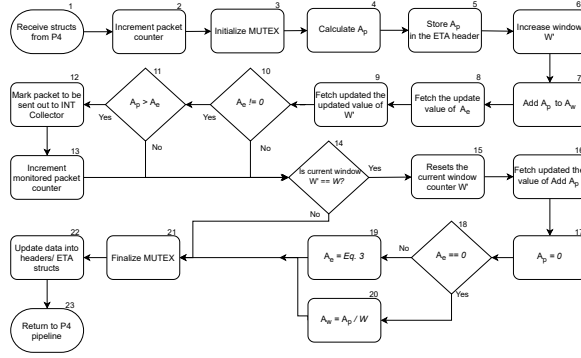 1
Receive structs
from P4
2
Increment packet
counter
3
Initialize MUTEX
4
Calculate Ap
5
Store Ap
in the ETA header
6
Increase window
W'
7
Add Ap to Aw
8
Fetch the update
value of Ae
9
Fetch updated the
updated value of
W'
10
Ae != 0
Yes
No
11
Ap > Ae
Yes
No
12
Mark packet to be
sent out to INT
Collector
13
Increment
monitored packet
counter
14
Is current window
W' == W?
Yes
No
15
Resets the
current window
counter W'
16
Fetch updated the
value of Add Ap
17
Ap = 0
18
Ae == 0
No
Yes
19
Ae = Eq. 3
20
Aw = Ap / W
21
Finalize MUTEX
22
Update data into
headers/ ETA
structs
23
Return to P4
pipeline